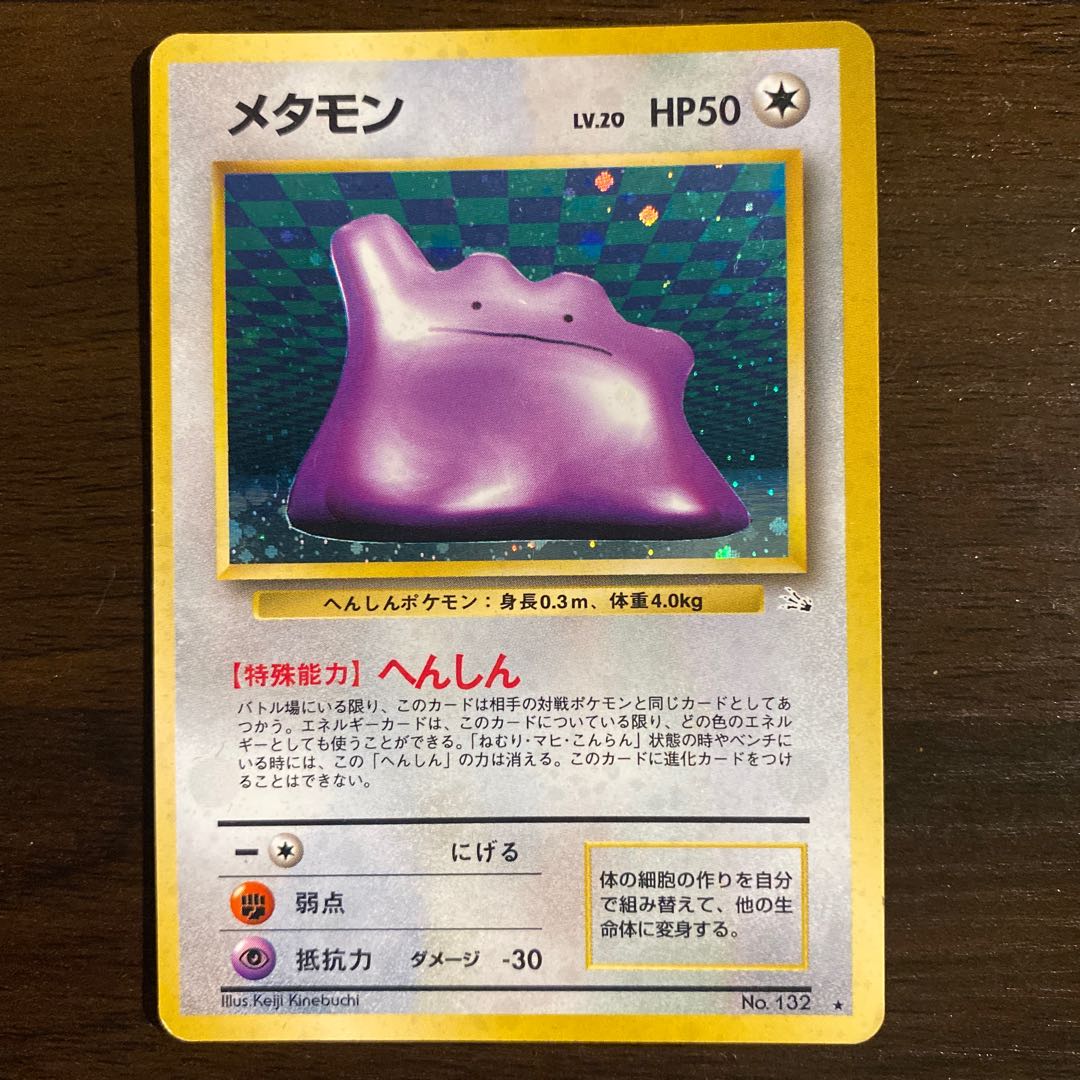 メタモン LV.20 HP50
へんしんポケモン：身長0.3m、体重4.0kg
【特殊能力】へんしん
バトル場にいる限り、このカードは相手の対戦ポケモンと同じカードとしてあ
つかう。エネルギーカードは、このカードについている限り、どの色のエネル
ギーとしても使うことができる。「ねむり・マヒ・こんらん」状態の時やベンチに
いる時には、この「へんしん」の力は消える。このカードに進化カードをつけ
ることはできない。
ー にげる
弱点
抵抗力 ダメージ -30
体の細胞の作りを自分
で組み替えて、他の生
命体に変身する。
Illus.Keiji Kinebuchi
No. 132 ★